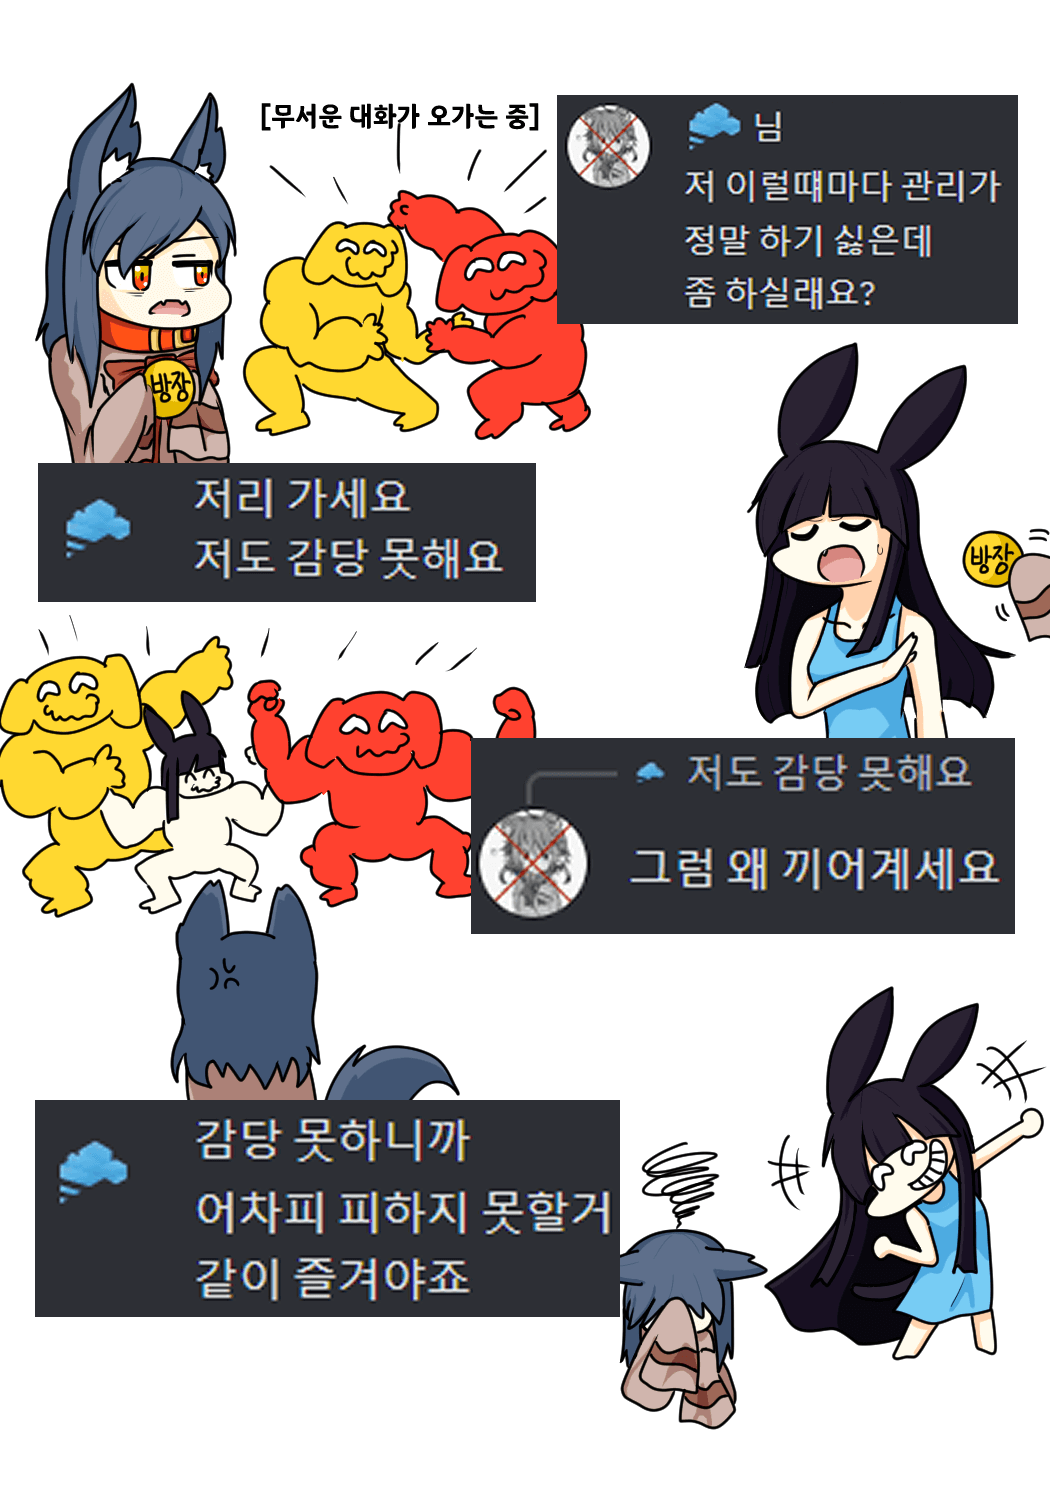 [무서운 대화가 오가는 중]
님
저 이럴떄마다 관리가
정말 하기 싫은데
좀 하실래요?
방장
저리 가세요
저도 감당 못해요
방장
저도 감당 못해요
그럼 왜 끼어계세요
감당 못하니까
어차피 피하지 못할거
같이 즐겨야죠